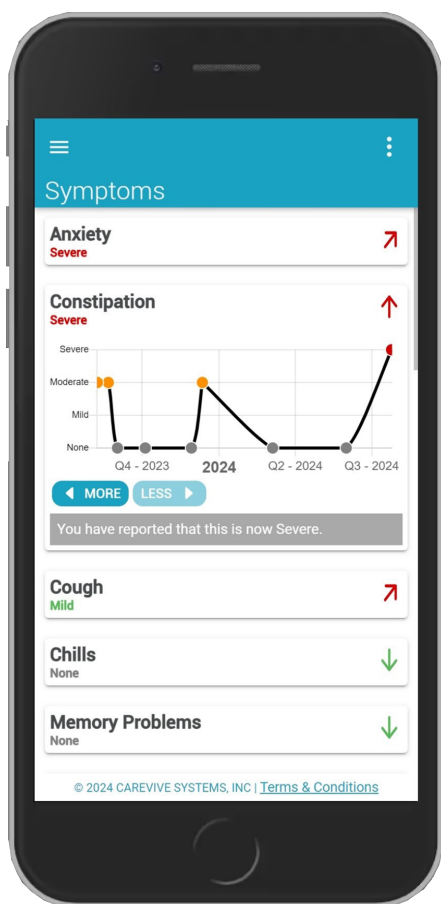 Symptoms
Anxiety
Severe
Constipation
Severe
Severe
Moderate
Mild
None
Q4 - 2023 2024 Q2 - 2024 Q3 - 2024
MORE LESS
You have reported that this is now Severe.
Cough
Mild
Chills
None
Memory Problems
None
© 2024 CAREVIVE SYSTEMS, INC | Terms & Conditions